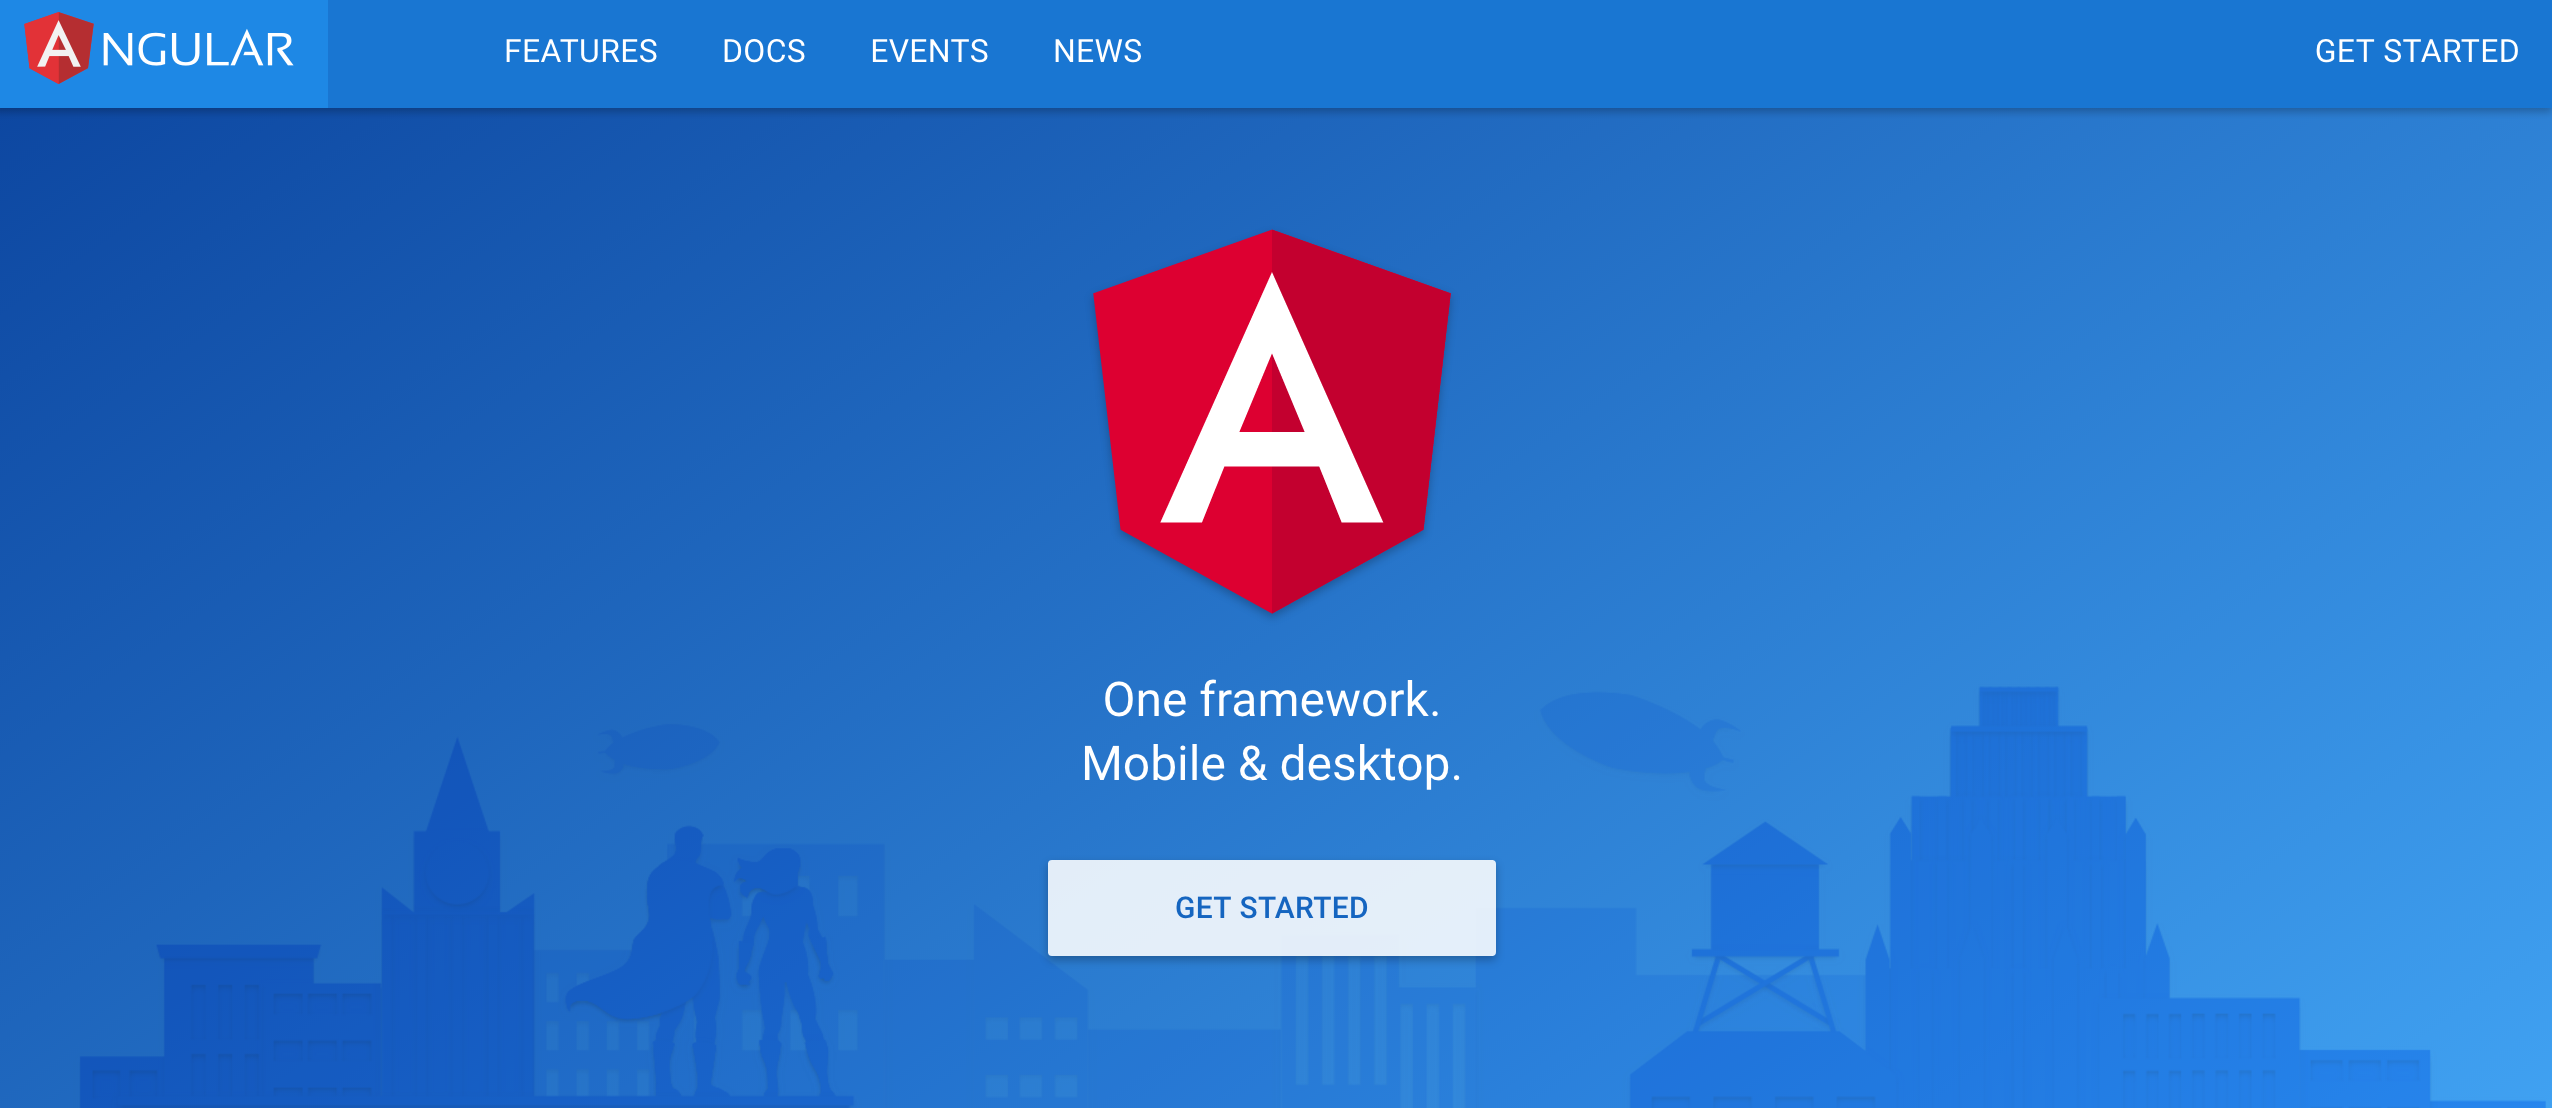 ANGULAR
FEATURES DOCS EVENTS NEWS GET STARTED
A
One framework.
Mobile & desktop.
GET STARTED